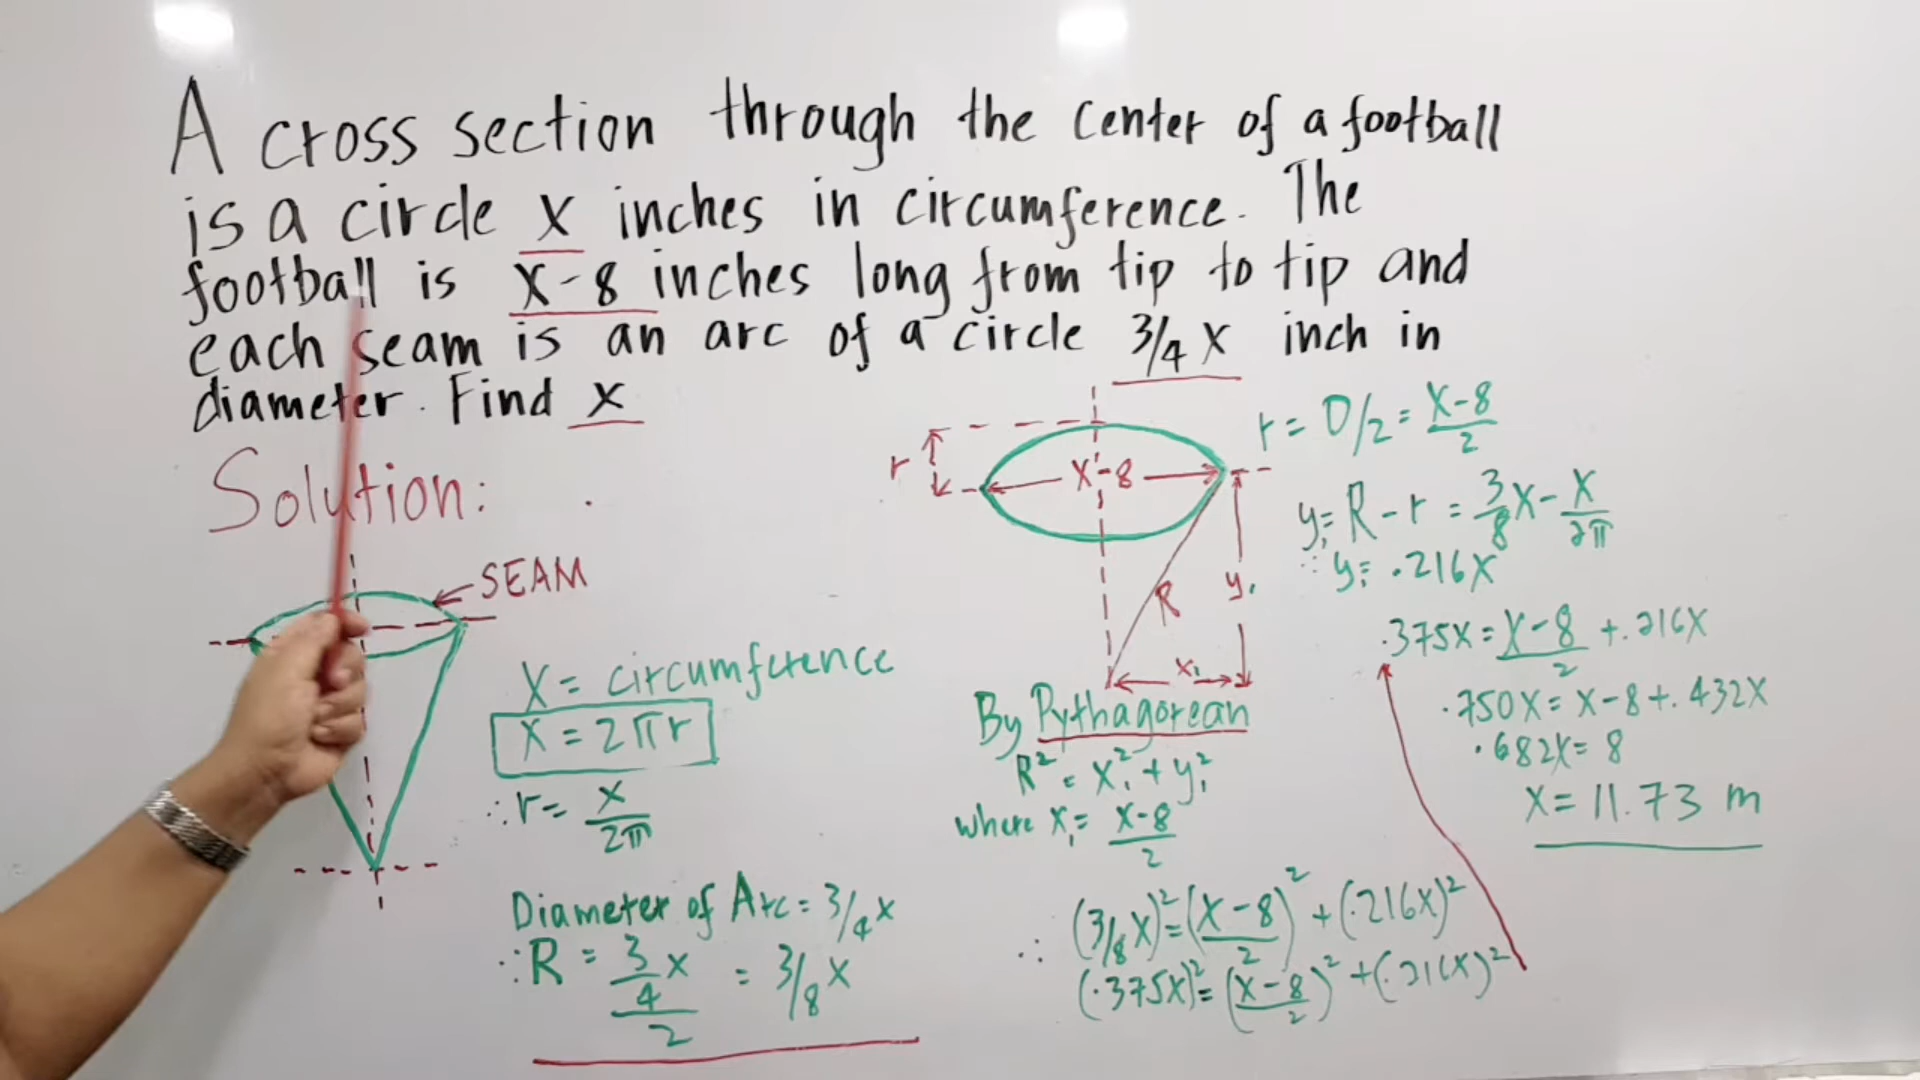 A cross section through the center of a football
is a circle X inches in circumference. The
football is X-8 inches long from tip to tip and
each seam is an arc of a circle 3/4 X inch in
diameter. Find X
Solution:
SEAM
X = circumference
X = 2πr
∴ r = X/2π
Diameter of Arc = 3/4 X
∴ R = 3/4 X / 2 = 3/8 X
r
X-8
R
y₁
X₁
By Pythagorean
R² = X₁² + y₁²
where X₁ = X-8/2
∴ (3/8 X)² = (X-8/2)² + (.216X)²
(.375X)² = (X-8/2)² + (.216X)²
r = D/2 = X-8/2
y₁ = R - r = 3/8 X - X/2π
∴ y₁ = .216X
.375X = X-8/2 + .216X
.750X = X-8 + .432X
.682X = 8
X = 11.73 m